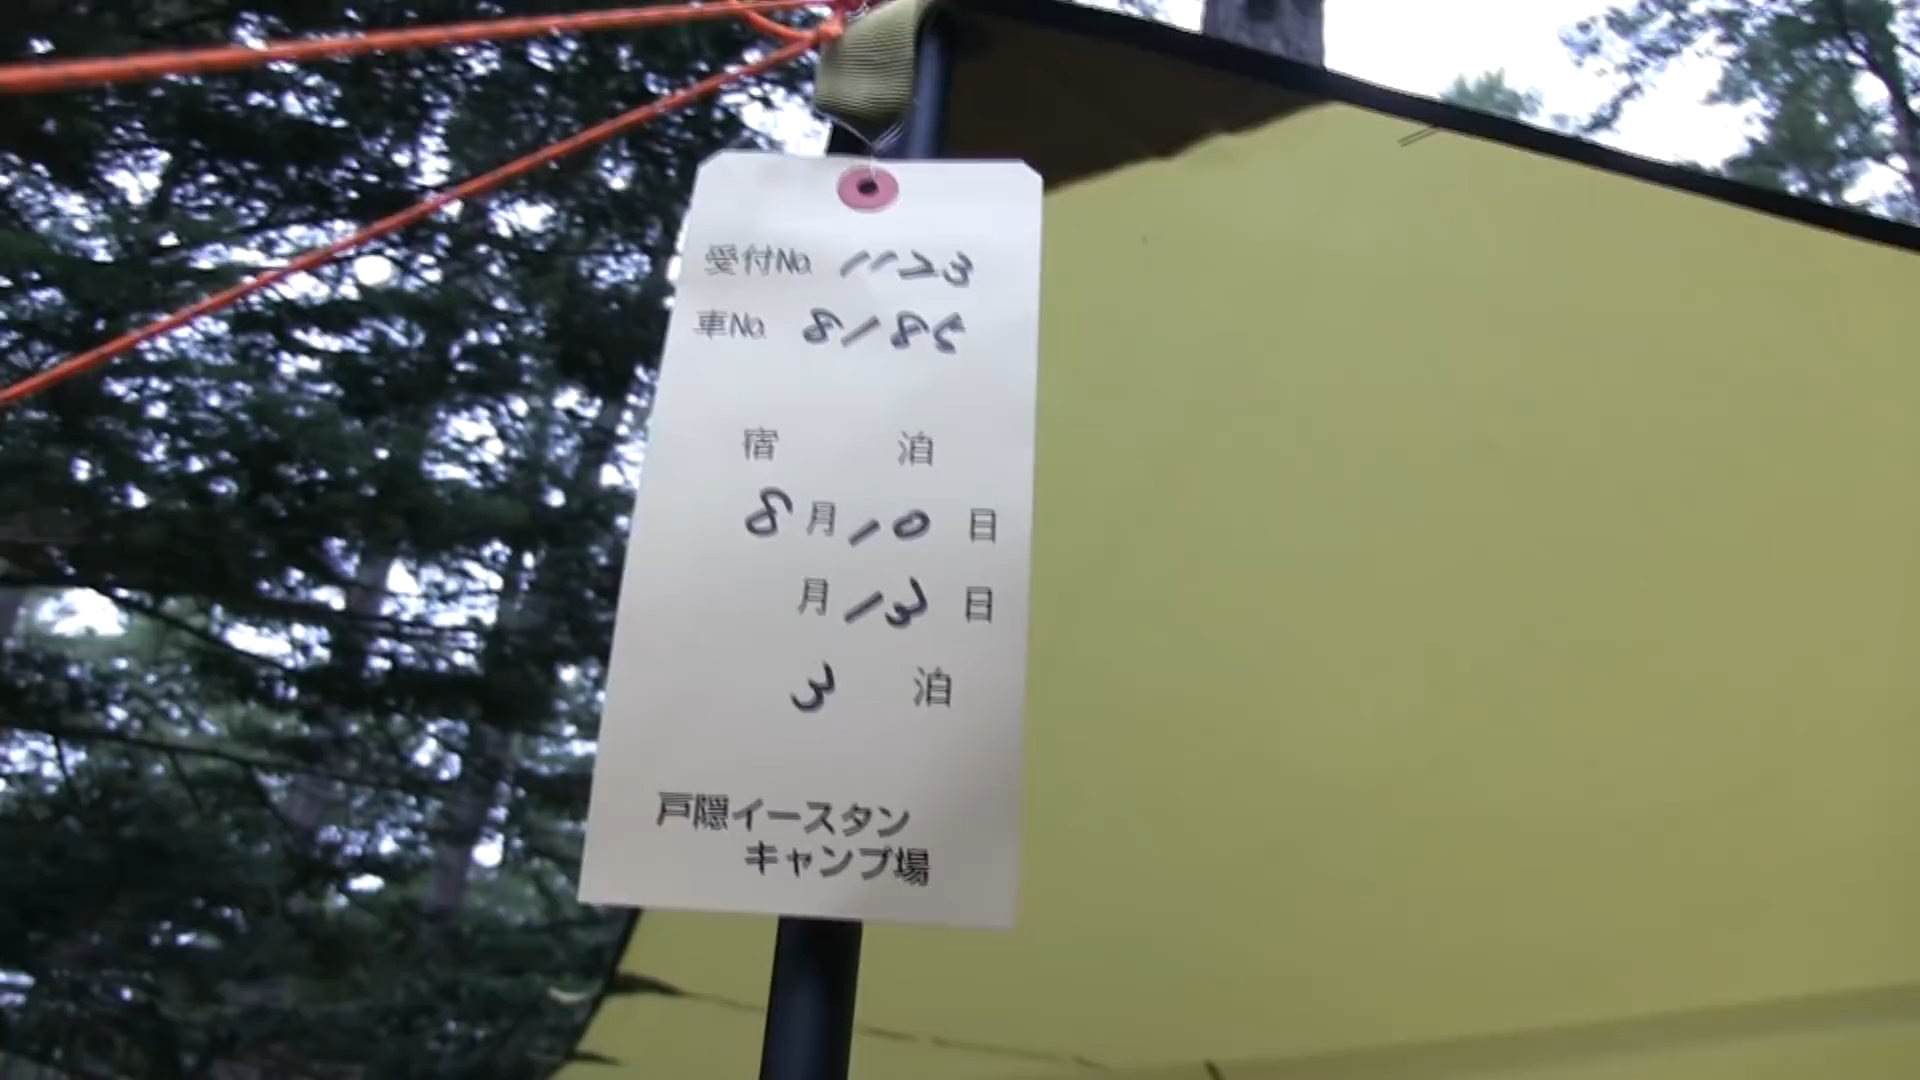 受付No. 1123
車No. 8185
宿 泊
8月10日
月13日
3 泊
戸隠イースタン
キャンプ場